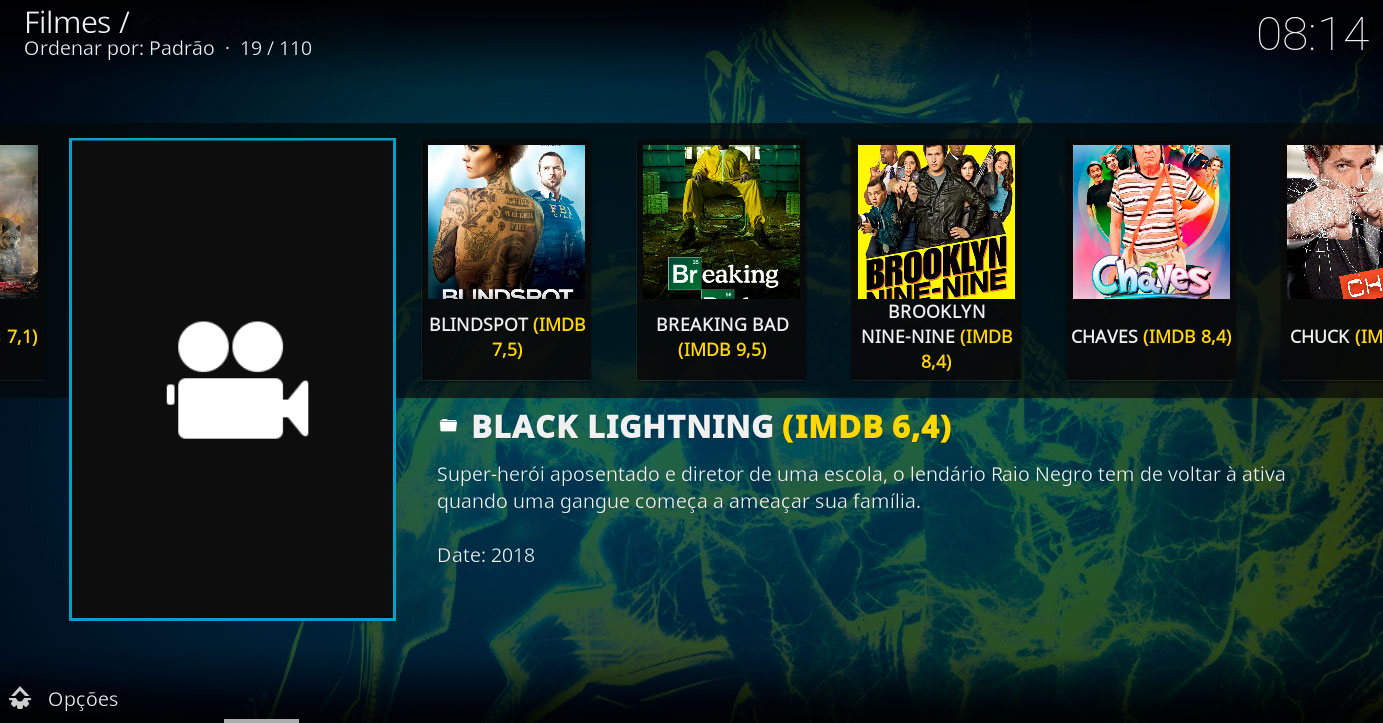 Filmes /
Ordenar por: Padrão · 19 / 110
08:14
FBI
BLINDSPOT
Breaking
Chaves
BROOKLYN
NINE-NINE
CH
7,1)
BLINDSPOT (IMDB
7,5)
BREAKING BAD
(IMDB 9,5)
BROOKLYN
NINE-NINE (IMDB
8,4)
CHAVES (IMDB 8,4)
CHUCK (IM
BLACK LIGHTNING (IMDB 6,4)
Super-herói aposentado e diretor de uma escola, o lendário Raio Negro tem de voltar à ativa
quando uma gangue começa a ameaçar sua família.
Date: 2018
Opções